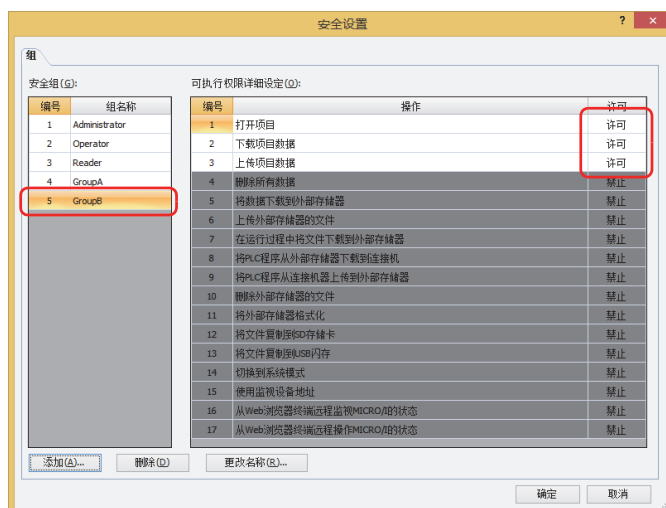 安全设置
?
×
组
安全组(G):
可执行权限详细设定(O):
编号 组名称
1 Administrator
2 Operator
3 Reader
4 GroupA
5 GroupB
编号 操作 许可
1 打开项目 许可
2 下载项目数据 许可
3 上传项目数据 许可
4 删除所有数据 禁止
5 将数据下载到外部存储器 禁止
6 上传外部存储器的文件 禁止
7 在运行过程中将文件下载到外部存储器 禁止
8 将PLC程序从外部存储器下载到连接机 禁止
9 将PLC程序从连接机器上传到外部存储器 禁止
10 删除外部存储器的文件 禁止
11 将外部存储器格式化 禁止
12 将文件复制到SD存储卡 禁止
13 将文件复制到USB闪存 禁止
14 切换到系统模式 禁止
15 使用监视设备地址 禁止
16 从Web浏览器终端远程监视MICRO/I的状态 禁止
17 从Web浏览器终端远程操作MICRO/I的状态 禁止
添加(A)... 删除(D) 更改名称(R)...
确定 取消